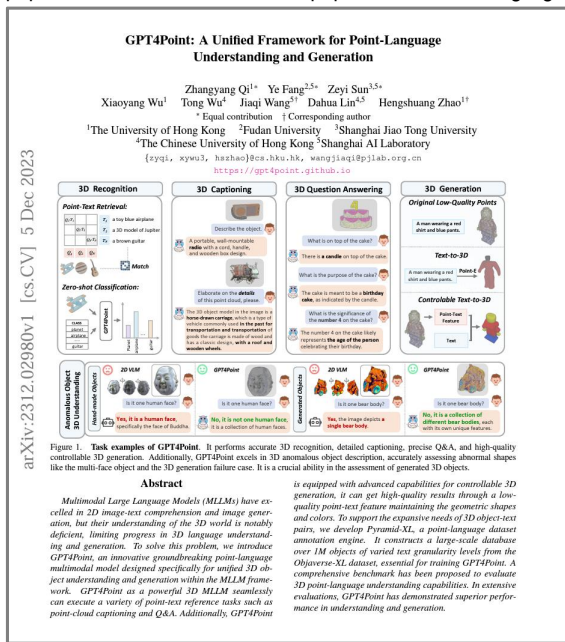 GPT4Point: A Unified Framework for Point-Language
Understanding and Generation
Zhangyang Qi1* Ye Fang2,5* Zeyi Sun3,5*
Xiaoyang Wu1 Tong Wu4 Jiaqi Wang5† Dahua Lin4,5 Hengshuang Zhao1†
* Equal contribution † Corresponding author
1The University of Hong Kong 2Fudan University 3Shanghai Jiao Tong University
4The Chinese University of Hong Kong 5Shanghai AI Laboratory
{zyqi, xywu3, hszhao}@cs.hku.hk, wangjiaqi@pjlab.org.cn
https://gpt4point.github.io
arXiv:2312.02980v1 [cs.CV] 5 Dec 2023
3D Recognition
Point-Text Retrieval:
a toy blue airplane
a 3D model of Jupiter
a brown guitar
Match
Zero-shot Classification:
CLASS
planet
airplane
guitar
GPT4Point
3D Captioning
Describe the object.
A portable, wall-mountable
radio with a cord, handle,
and wooden box design.
Elaborate on the details
of this point cloud, please.
The 3D object model in the image is a
horse-drawn carriage, which is a type of
vehicle commonly used in the past for
transportation and transportation of
goods the carriage is made of wood and
has a classic design, with a roof and
wooden wheels.
3D Question Answering
What is on top of the cake?
There is a candle on top of the cake.
What is the purpose of the cake?
The cake is meant to be a birthday
cake, as indicated by the candle.
What is the significance of
the number 4 on the cake?
The number 4 on the cake likely
represents the age of the person
celebrating their birthday.
3D Generation
Original Low-Quality Points
A man wearing a red
shirt and blue pants.
Text-to-3D
A man wearing a red
shirt and blue pants.
Point-E
Controlable Text-to-3D
Point-Text
Feature
Text
Anomalous Object
3D Understanding
Hand-made Objects
2D VLM
Is it one human face?
Yes, it is a human face,
specifically the face of Buddha.
GPT4Point
Is it one human face?
No, it is not one human face,
it is a collection of human faces.
Generated Objects
2D VLM
Is it one bear body?
Yes, the image depicts
a single bear body.
GPT4Point
Is it one bear body?
No, it is a collection of
different bear bodies, each
with its own unique features.
Figure 1. Task examples of GPT4Point. It performs accurate 3D recognition, detailed captioning, precise Q&A, and high-quality
controllable 3D generation. Additionally, GPT4Point excels in 3D anomalous object description, accurately assessing abnormal shapes
like the multi-face object and the 3D generation failure case. It is a crucial ability in the assessment of generated 3D objects.
Abstract
Multimodal Large Language Models (MLLMs) have ex-
celled in 2D image-text comprehension and image gener-
ation, but their understanding of the 3D world is notably
deficient, limiting progress in 3D language understand-
ing and generation. To solve this problem, we introduce
GPT4Point, an innovative groundbreaking point-language
multimodal model designed specifically for unified 3D ob-
ject understanding and generation within the MLLM frame-
work. GPT4Point as a powerful 3D MLLM seamlessly
can execute a variety of point-text reference tasks such as
point-cloud captioning and Q&A. Additionally, GPT4Point
is equipped with advanced capabilities for controllable 3D
generation, it can get high-quality results through a low-
quality point-text feature maintaining the geometric shapes
and colors. To support the expansive needs of 3D object-text
pairs, we develop Pyramid-XL, a point-language dataset
annotation engine. It constructs a large-scale database
over 1M objects of varied text granularity levels from the
Objaverse-XL dataset, essential for training GPT4Point. A
comprehensive benchmark has been proposed to evaluate
3D point-language understanding capabilities. In extensive
evaluations, GPT4Point has demonstrated superior perfor-
mance in understanding and generation.